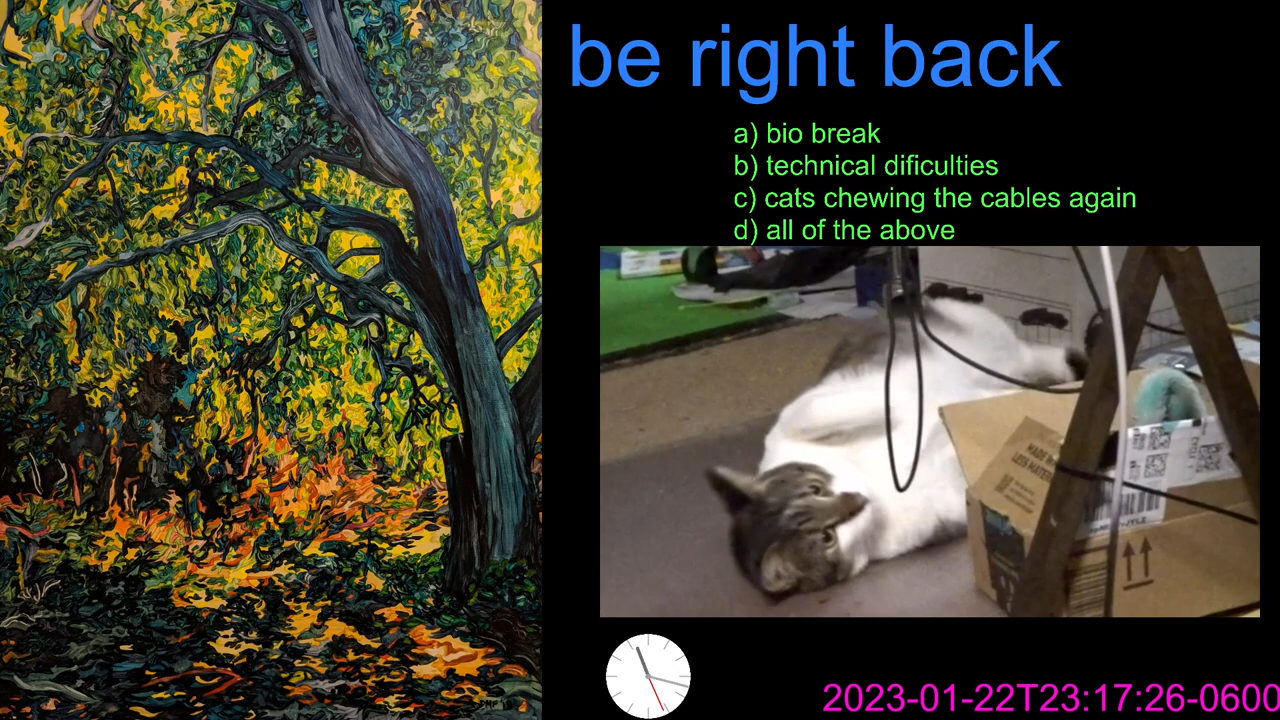 be right back
a) bio break
b) technical dificulties
c) cats chewing the cables again
d) all of the above
2023-01-22T23:17:26-0600